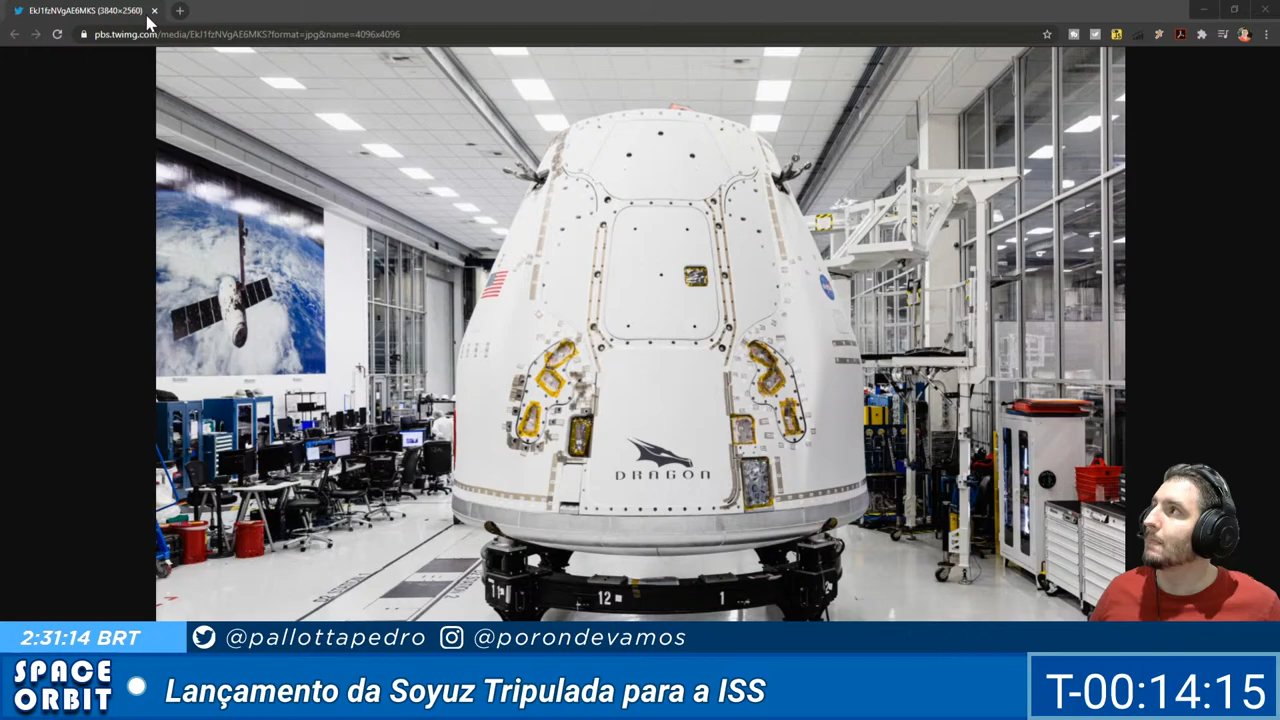 EkJ1fzNVgAE6MKS (3840×2560)
pbs.twimg.com/media/EkJ1fzNVgAE6MKS?format=jpg&name=4096x4096
DRAGON
12
1
2:31:14 BRT
@pallottapedro
@porondevamos
SPACE
ORBIT
Lançamento da Soyuz Tripulada para a ISS
T-00:14:15